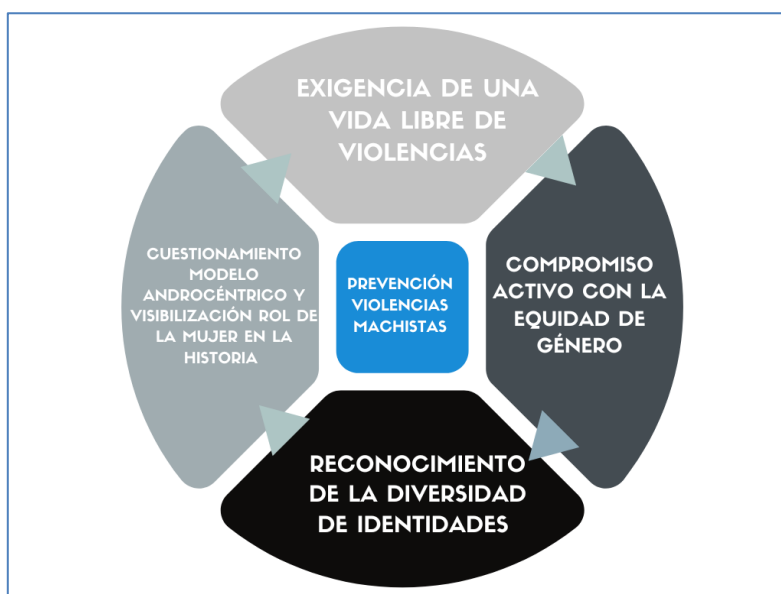 EXIGENCIA DE UNA
VIDA LIBRE DE
VIOLENCIAS
COMPROMISO
ACTIVO CON LA
EQUIDAD DE
GÉNERO
RECONOCIMIENTO
DE LA DIVERSIDAD
DE IDENTIDADES
CUESTIONAMIENTO
MODELO
ANDROCÉNTRICO Y
VISIBILIZACIÓN ROL DE
LA MUJER EN LA
HISTORIA
PREVENCIÓN
VIOLENCIAS
MACHISTAS